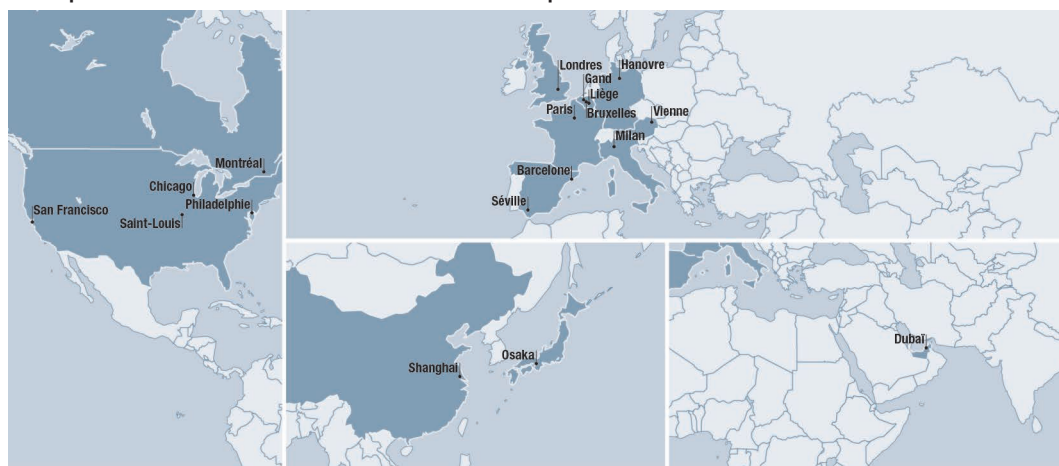 Montréal
Chicago
Philadelphie
San Francisco
Saint-Louis
Londres
Hanovre
Gand
Liège
Paris
Bruxelles
Vienne
Milan
Barcelone
Séville
Shanghai
Osaka
Dubaï